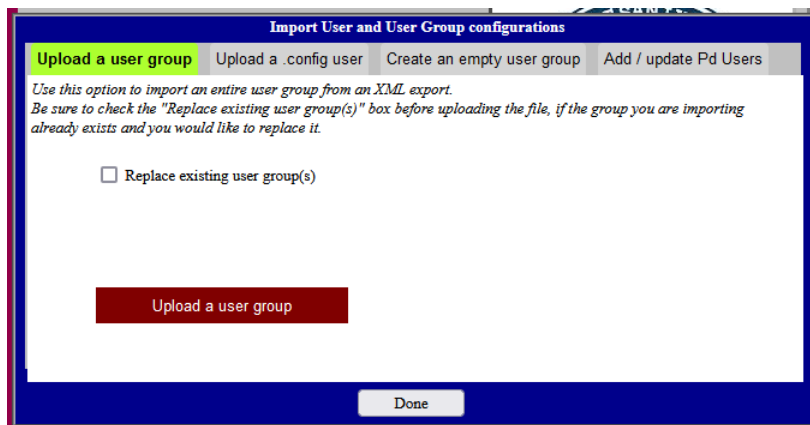 Import User and User Group configurations
Upload a user group Upload a .config user Create an empty user group Add / update Pd Users
Use this option to import an entire user group from an XML export.
Be sure to check the "Replace existing user group(s)" box before uploading the file, if the group you are importing
already exists and you would like to replace it.
Replace existing user group(s)
Upload a user group
Done